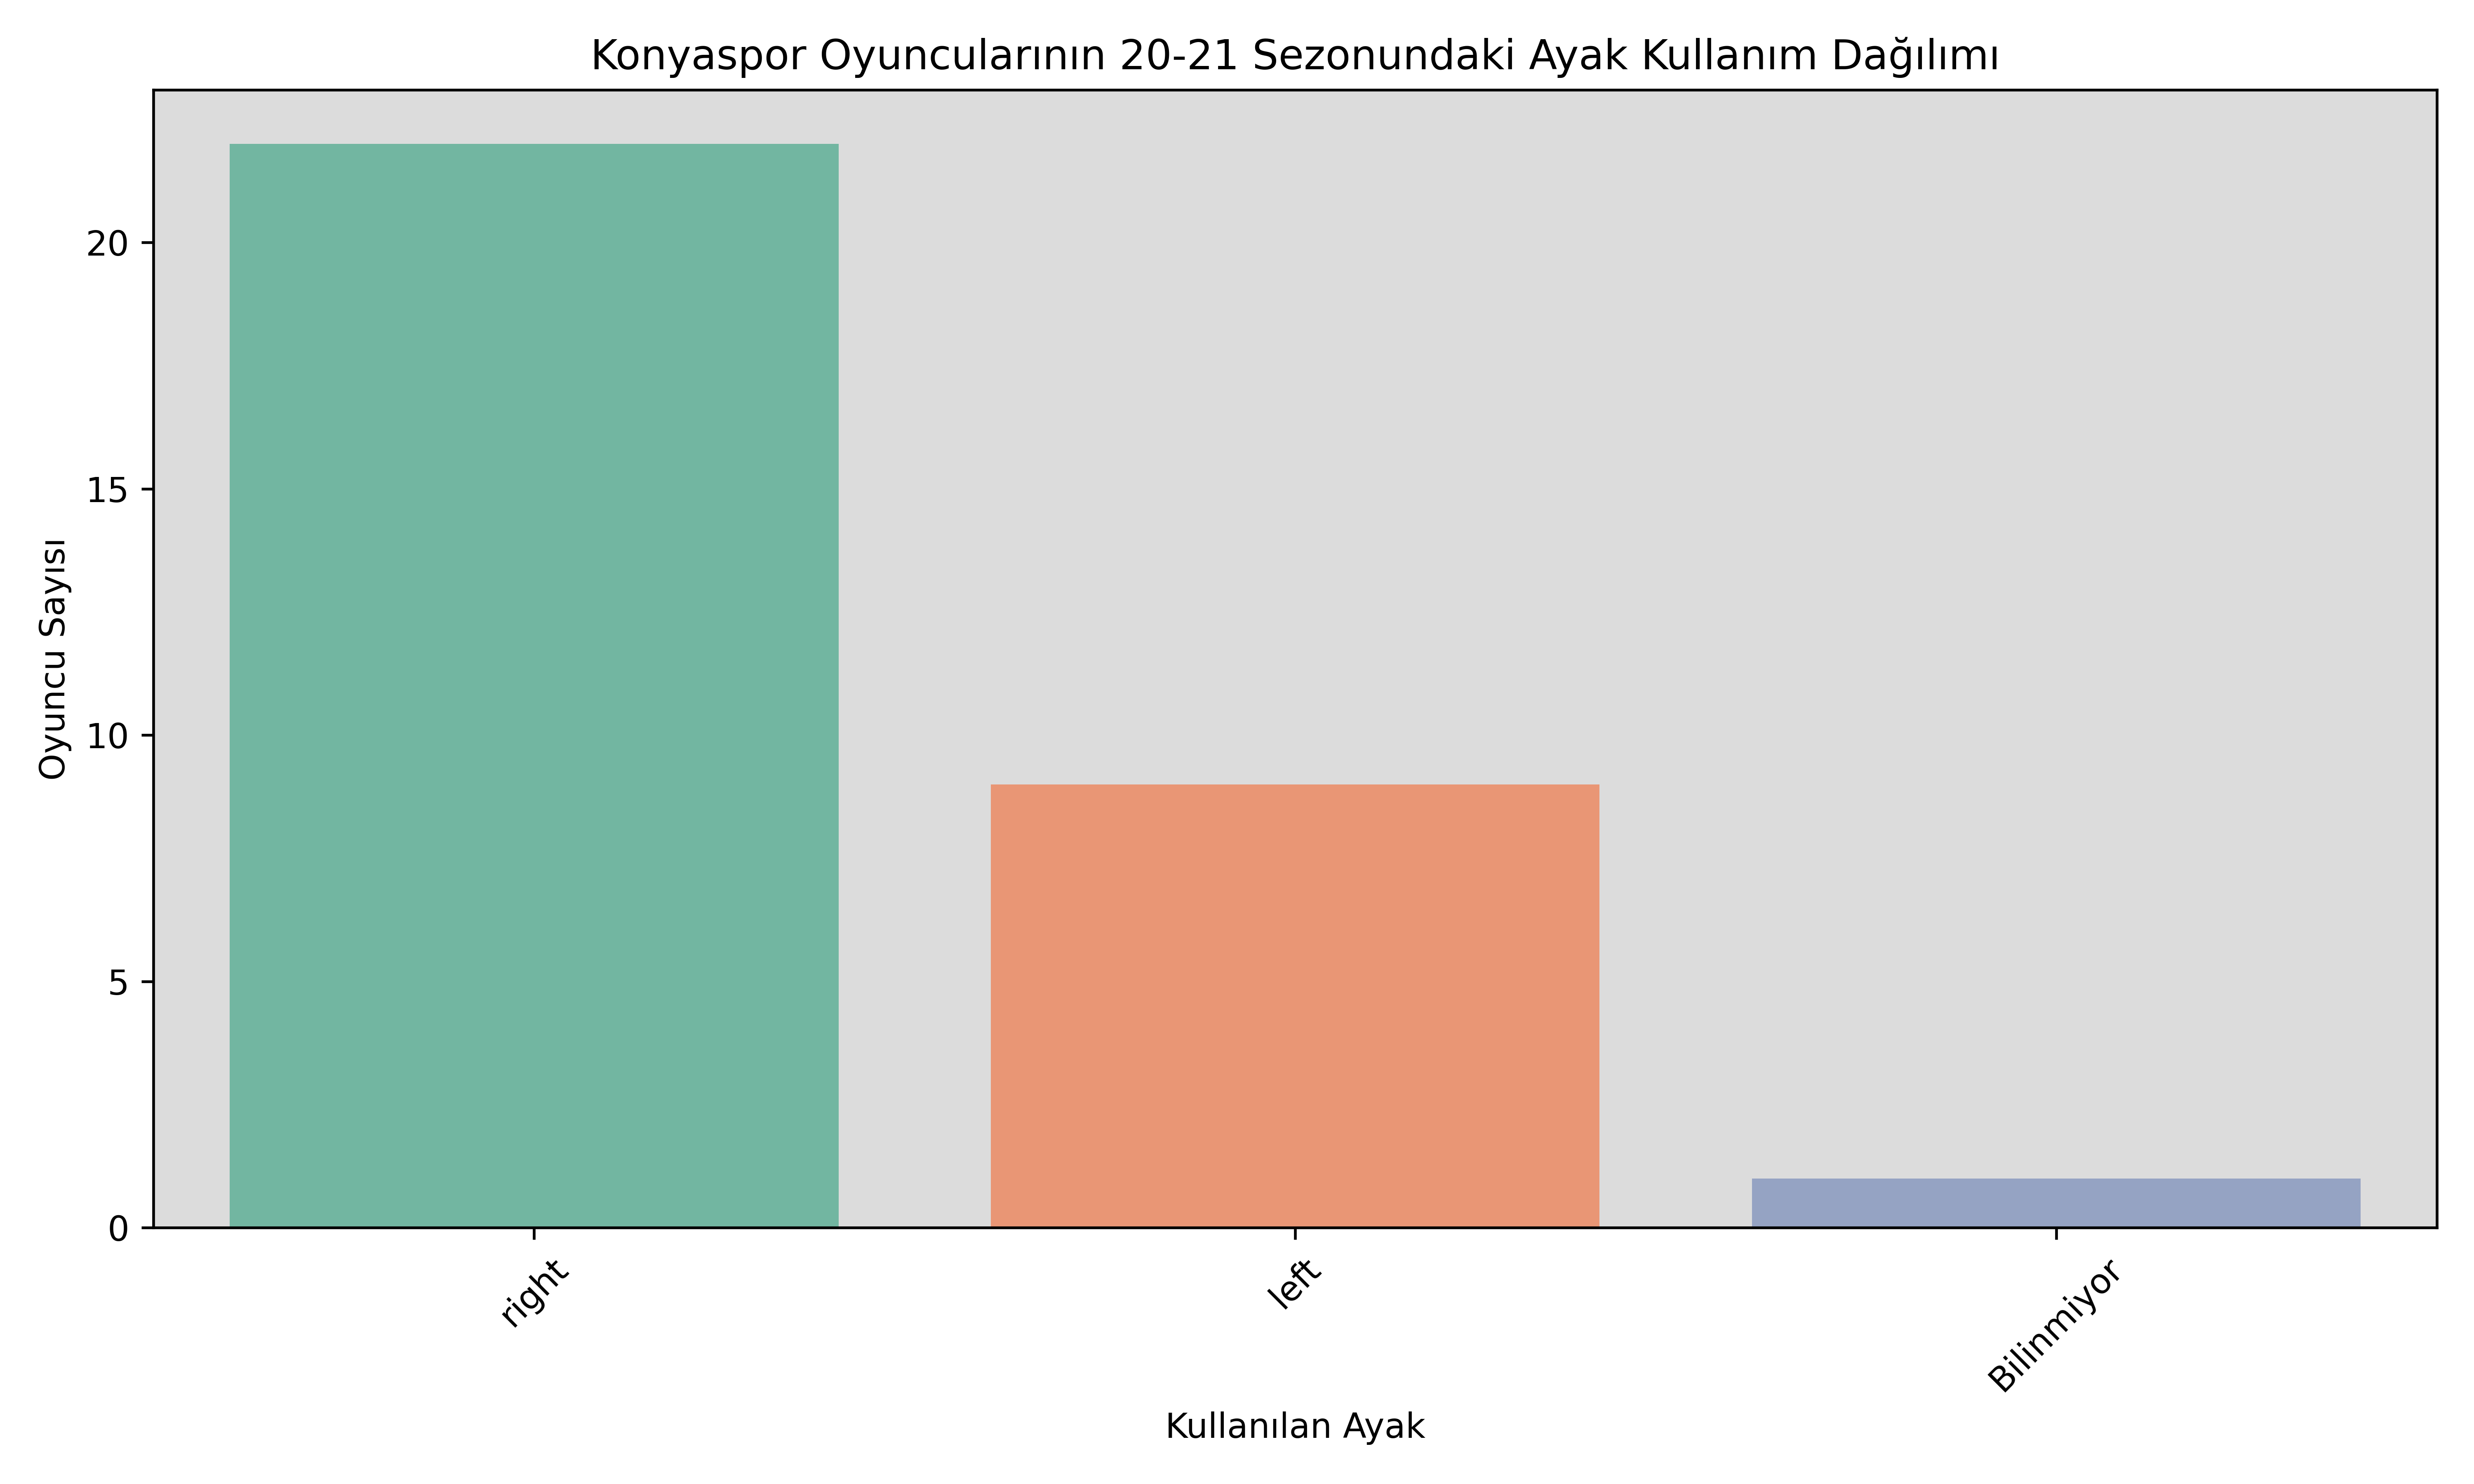 Konyaspor Oyuncularının 20-21 Sezonundaki Ayak Kullanım Dağılımı
Oyuncu Sayısı
20
15
10
5
0
right
left
Bilinmiyor
Kullanılan Ayak